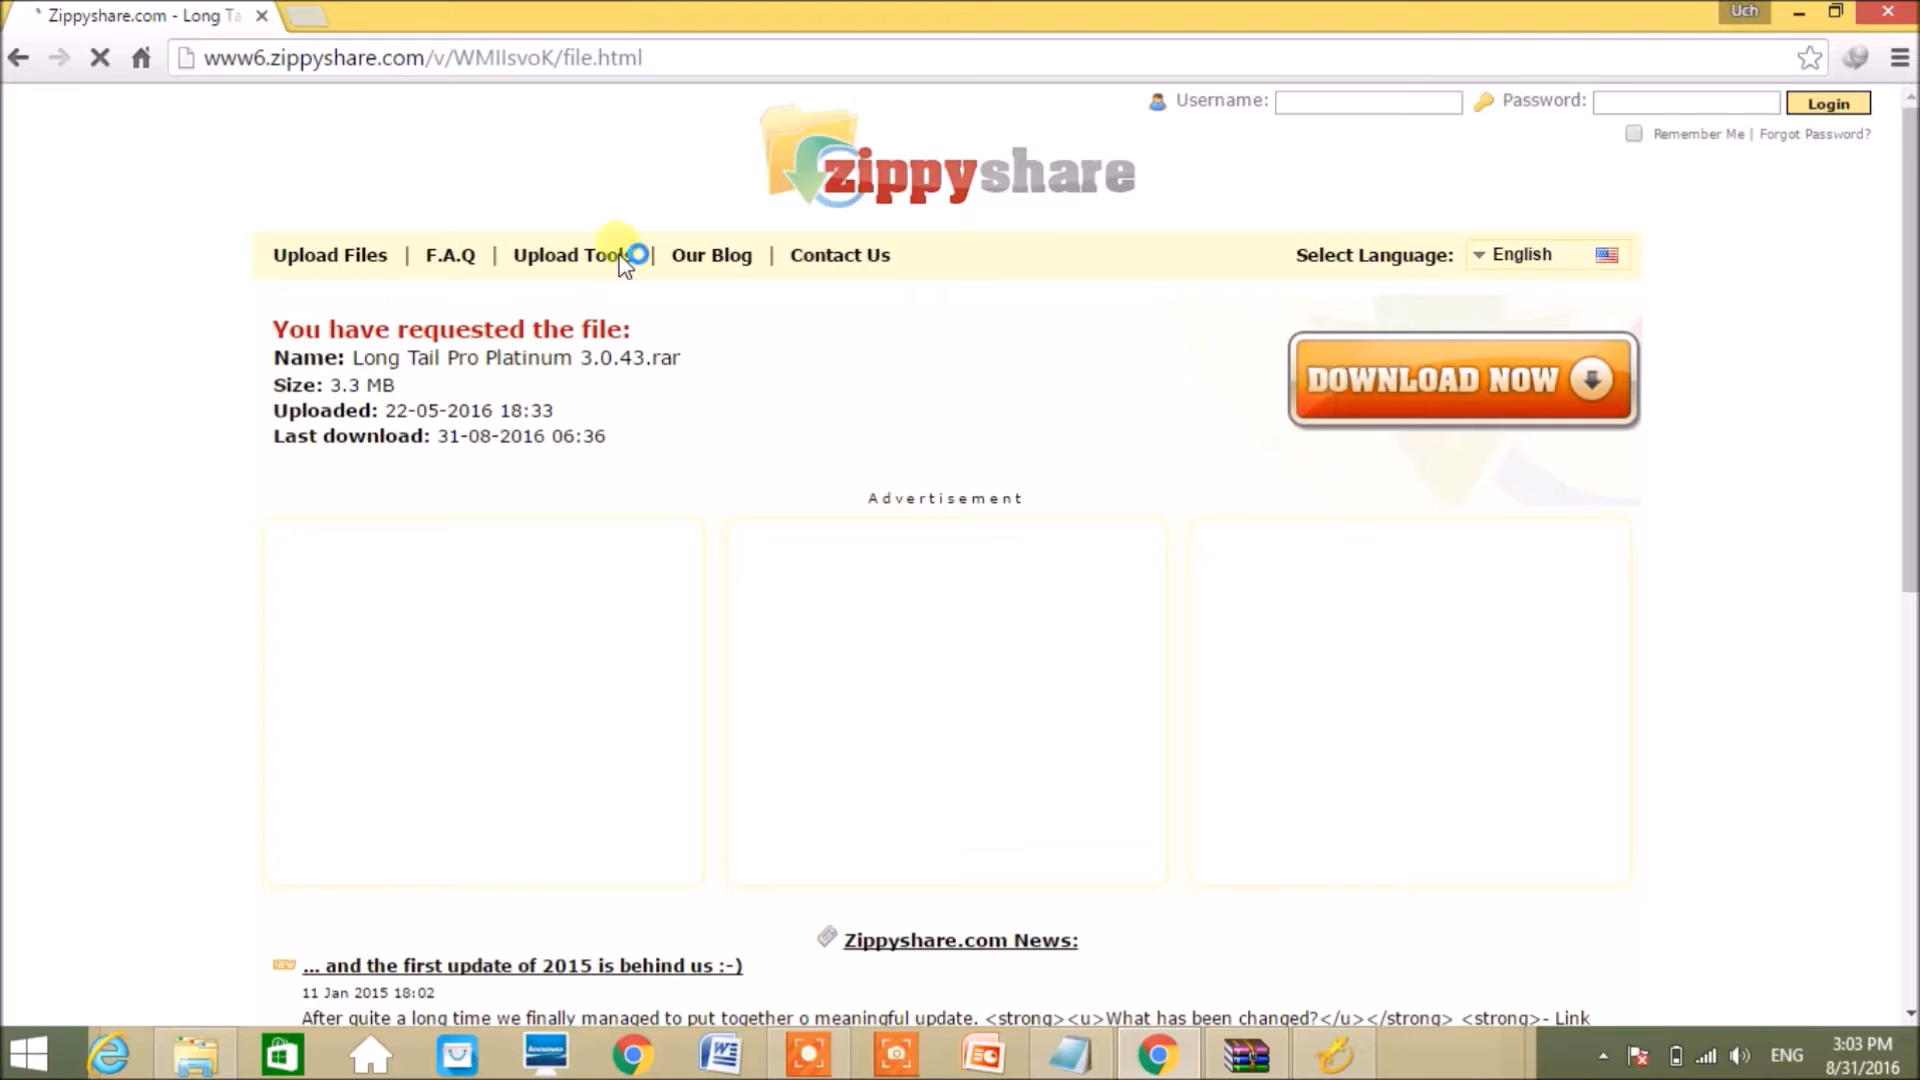 Zippyshare.com - Long Ta
Uch
www6.zippyshare.com/v/WMIIsvoK/file.html
Username:
Password:
Login
Remember Me | Forgot Password?
zippyshare
Upload Files | F.A.Q | Upload Tools | Our Blog | Contact Us
Select Language: English
You have requested the file:
Name: Long Tail Pro Platinum 3.0.43.rar
Size: 3.3 MB
Uploaded: 22-05-2016 18:33
Last download: 31-08-2016 06:36
DOWNLOAD NOW
Advertisement
Zippyshare.com News:
NEW ... and the first update of 2015 is behind us :-)
11 Jan 2015 18:02
After quite a long time we finally managed to put together o meaningful update. <strong><u>What has been changed?</u></strong> <strong>- Link
ENG
3:03 PM
8/31/2016